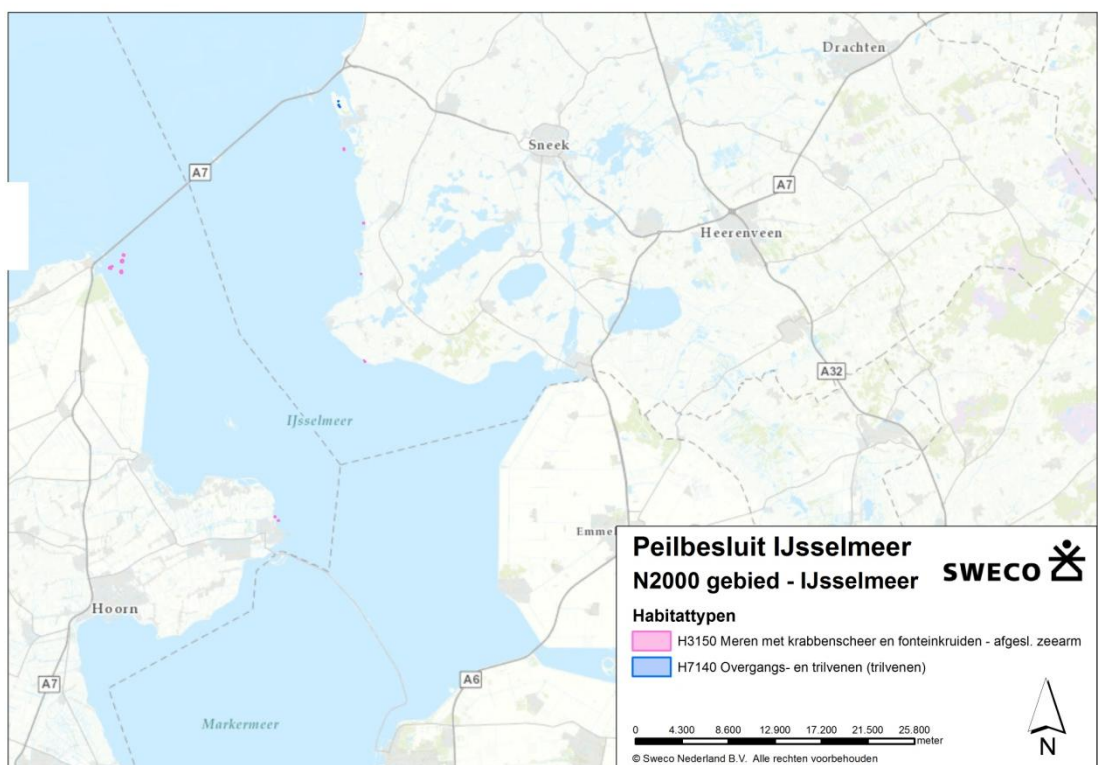 Drachten
Sneek
A7
A7
Heerenveen
A32
IJsselmeer
Emmel
Hoorn
A7
A6
Markermeer
Peilbesluit IJsselmeer
N2000 gebied - IJsselmeer
SWECO
Habitattypen
H3150 Meren met krabbenscheer en fonteinkruiden - afgesl. zeearm
H7140 Overgangs- en trilvenen (trilvenen)
0 4.300 8.600 12.900 17.200 21.500 25.800
meter
N
© Sweco Nederland B.V. Alle rechten voorbehouden